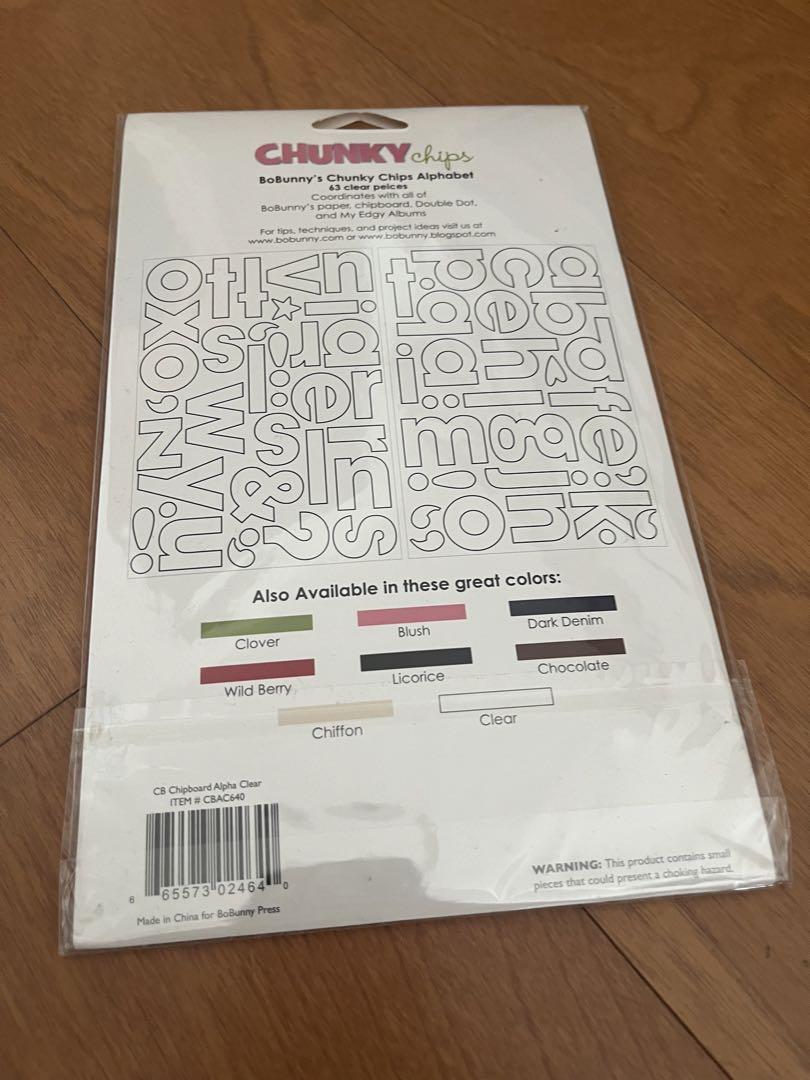 CHUNKY chips
BoBunny's Chunky Chips Alphabet
63 clear peices
Coordinates with all of
BoBunny's paper, chipboard, Double Dot,
and My Edgy Albums
For tips, techniques, and project ideas visit us at
www.bobunny.com or www.bobunny.blogspot.com
Also Available in these great colors:
Clover Blush Dark Denim
Wild Berry Licorice Chocolate
Chiffon Clear
CB Chipboard Alpha Clear
ITEM # CBAC640
6 65573 02464 0
Made in China for BoBunny Press
WARNING: This product contains small
pieces that could present a choking hazard.